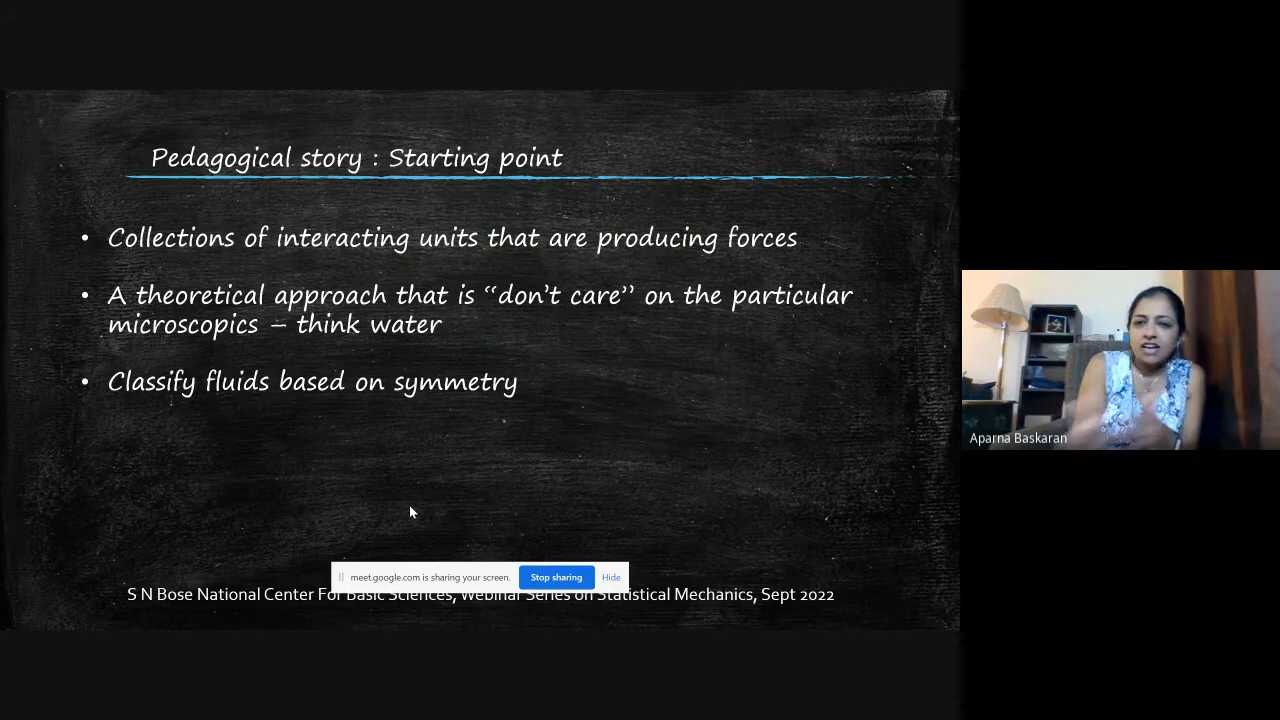 Pedagogical story : Starting point
• Collections of interacting units that are producing forces
• A theoretical approach that is “don’t care” on the particular
microscopics – think water
• Classify fluids based on symmetry
Aparna Baskaran
meet.google.com is sharing your screen. Stop sharing Hide
S N Bose National Center For Basic Sciences, Webinar Series on Statistical Mechanics, Sept 2022